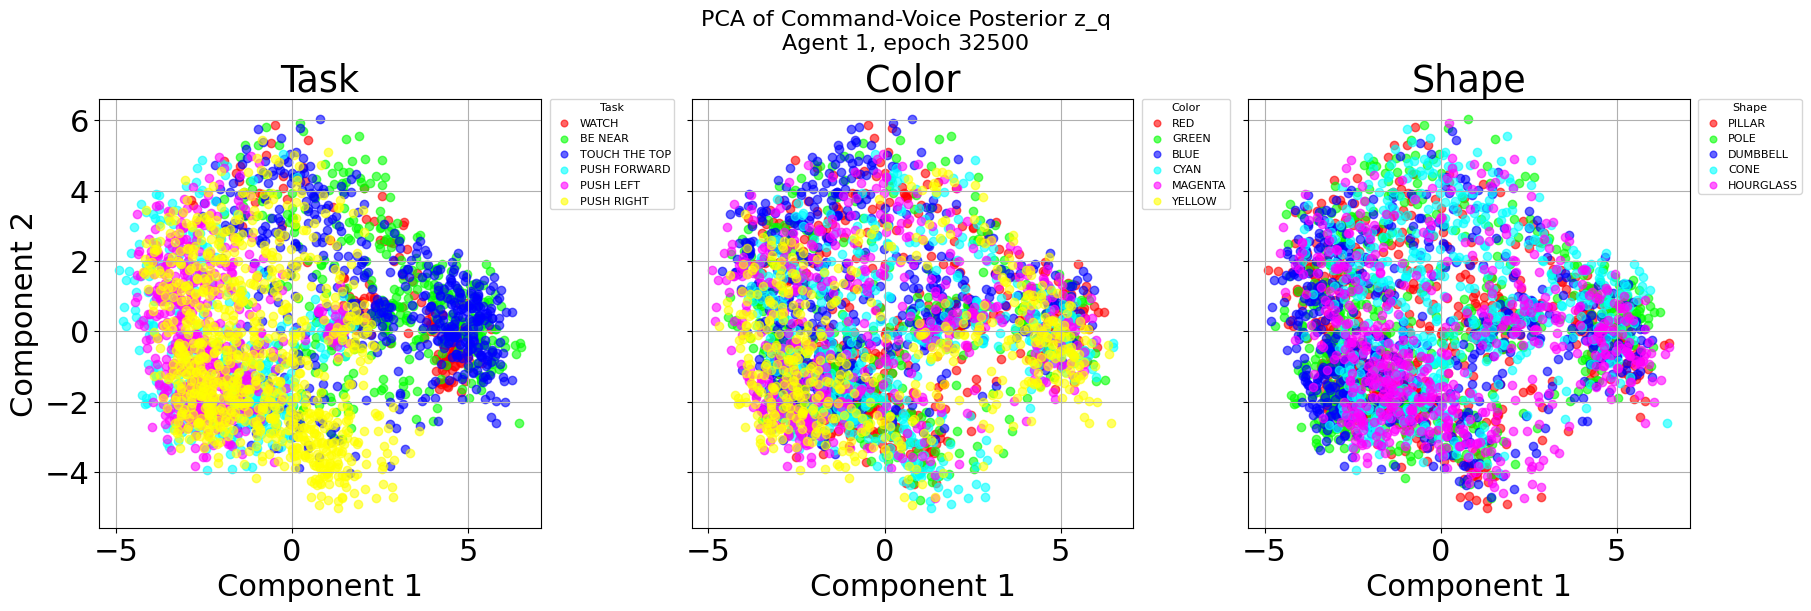 PCA of Command-Voice Posterior z_q
Agent 1, epoch 32500
Task
Color
Shape
Task
WATCH
BE NEAR
TOUCH THE TOP
PUSH FORWARD
PUSH LEFT
PUSH RIGHT
Color
RED
GREEN
BLUE
CYAN
MAGENTA
YELLOW
Shape
PILLAR
POLE
DUMBBELL
CONE
HOURGLASS
Component 2
6
4
2
0
−2
−4
−5 0 5
−5 0 5
−5 0 5
Component 1
Component 1
Component 1